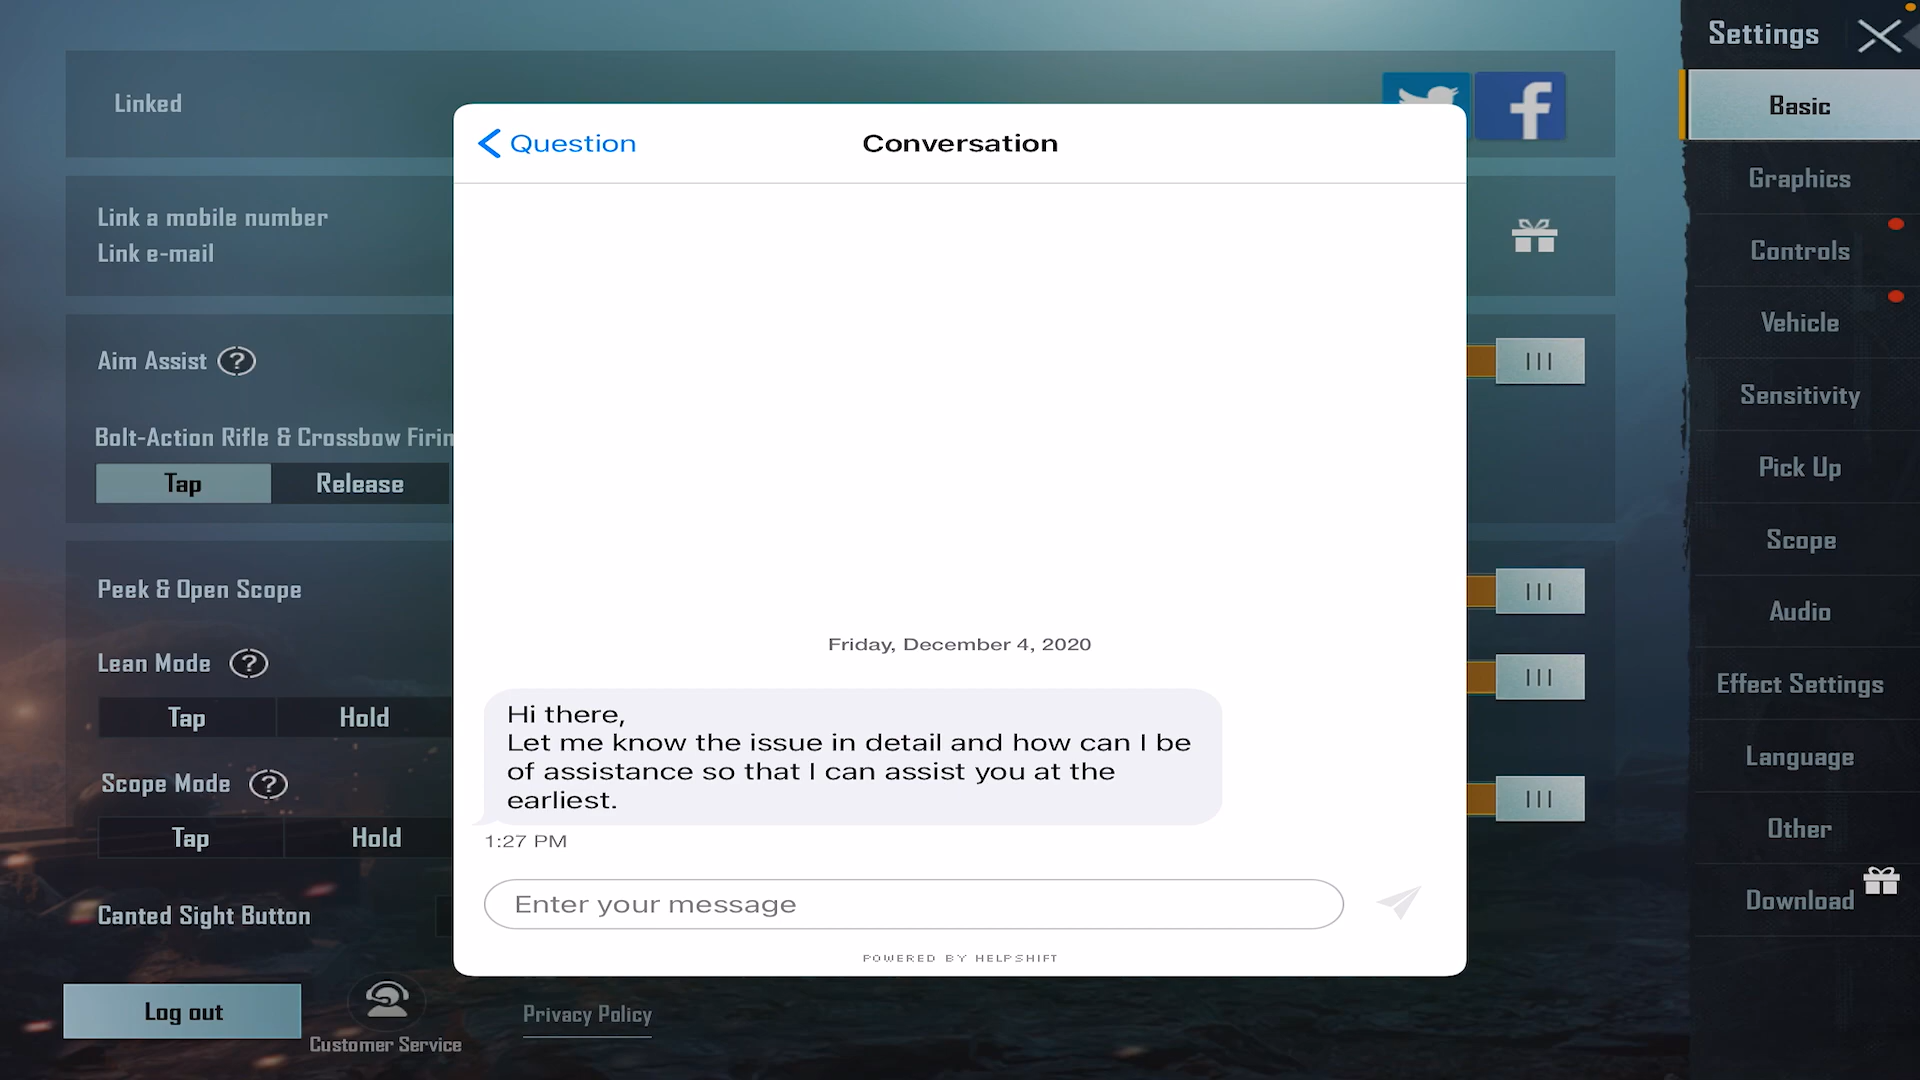 Settings
Linked
Basic
Question
Conversation
Graphics
Link a mobile number
Link e-mail
Controls
Vehicle
Aim Assist ?
Sensitivity
Bolt-Action Rifle & Crossbow Firin
Tap Release
Pick Up
Scope
Peek & Open Scope
Audio
Friday, December 4, 2020
Lean Mode ?
Effect Settings
Tap Hold
Hi there,
Let me know the issue in detail and how can I be
of assistance so that I can assist you at the
earliest.
1:27 PM
Language
Scope Mode ?
Tap Hold
Other
Enter your message
Download
Canted Sight Button
POWERED BY HELPSHIFT
Log out
Customer Service
Privacy Policy